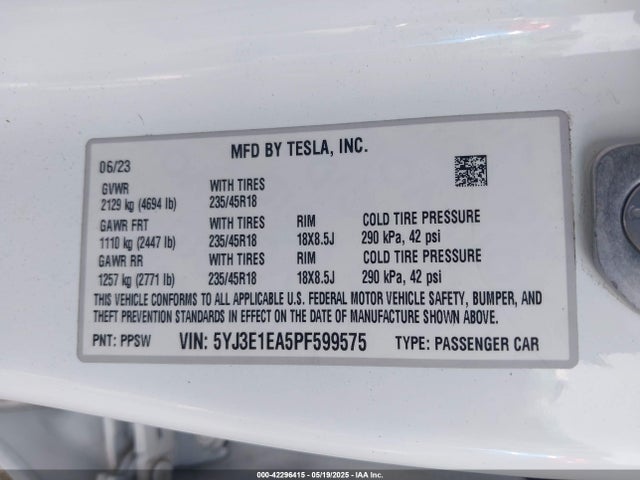 MFD BY TESLA, INC.
06/23
GVWR WITH TIRES
2129 kg (4694 lb) 235/45R18
GAWR FRT WITH TIRES RIM COLD TIRE PRESSURE
1110 kg (2447 lb) 235/45R18 18X8.5J 290 kPa, 42 psi
GAWR RR WITH TIRES RIM COLD TIRE PRESSURE
1257 kg (2771 lb) 235/45R18 18X8.5J 290 kPa, 42 psi
THIS VEHICLE CONFORMS TO ALL APPLICABLE U.S. FEDERAL MOTOR VEHICLE SAFETY, BUMPER, AND
THEFT PREVENTION STANDARDS IN EFFECT ON THE DATE OF MANUFACTURE SHOWN ABOVE.
PNT: PPSW VIN: 5YJ3E1EA5PF599575 TYPE: PASSENGER CAR
000-42296415 - 05/19/2025 - IAA Inc.